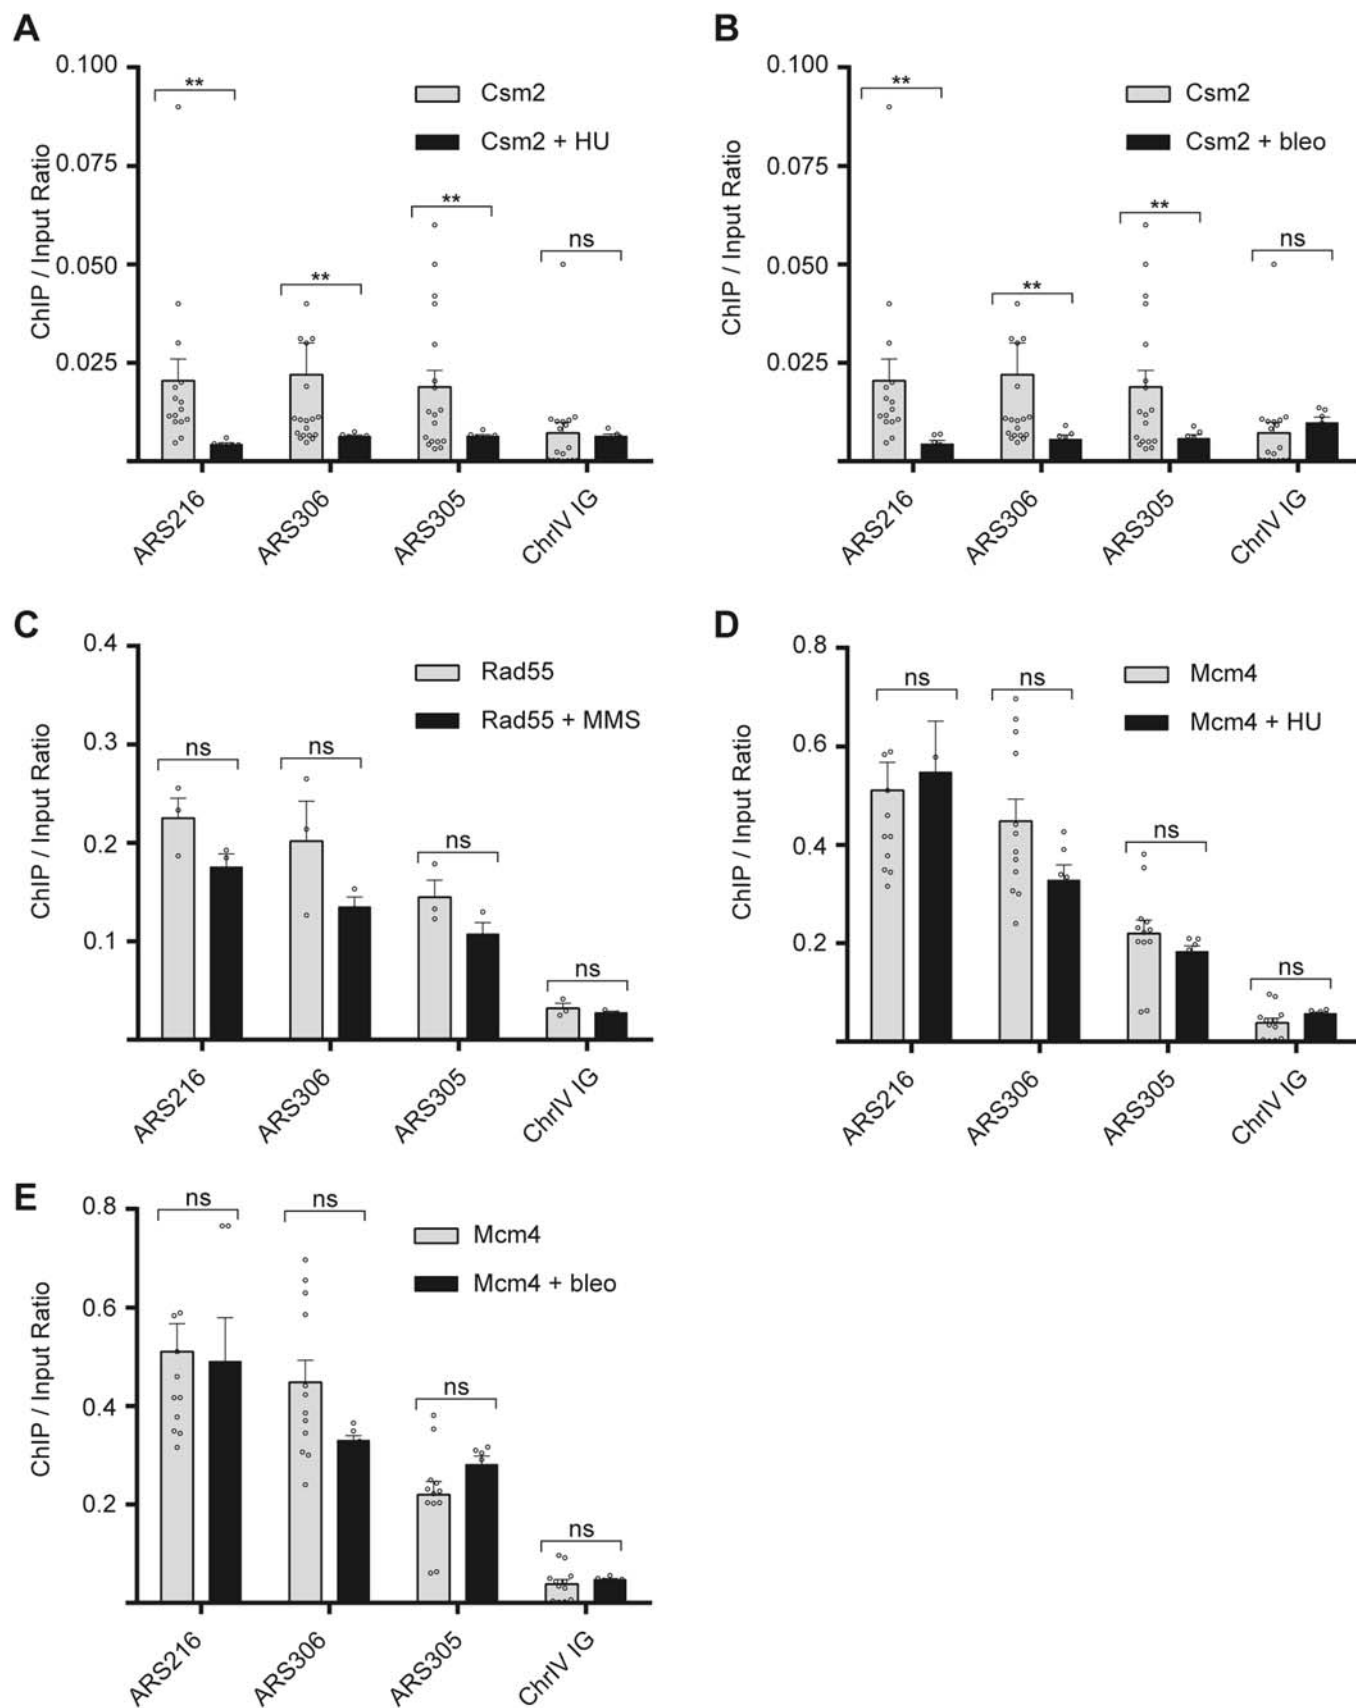 A
ChIP / Input Ratio
0.100
0.075
0.050
0.025
**
**
**
ns
Csm2
Csm2 + HU
ARS216
ARS306
ARS305
ChrIV IG
B
ChIP / Input Ratio
0.100
0.075
0.050
0.025
**
**
**
ns
Csm2
Csm2 + bleo
ARS216
ARS306
ARS305
ChrIV IG
C
ChIP / Input Ratio
0.4
0.3
0.2
0.1
ns
ns
ns
ns
Rad55
Rad55 + MMS
ARS216
ARS306
ARS305
ChrIV IG
D
ChIP / Input Ratio
0.8
0.6
0.4
0.2
ns
ns
ns
ns
Mcm4
Mcm4 + HU
ARS216
ARS306
ARS305
ChrIV IG
E
ChIP / Input Ratio
0.8
0.6
0.4
0.2
ns
ns
ns
ns
Mcm4
Mcm4 + bleo
ARS216
ARS306
ARS305
ChrIV IG